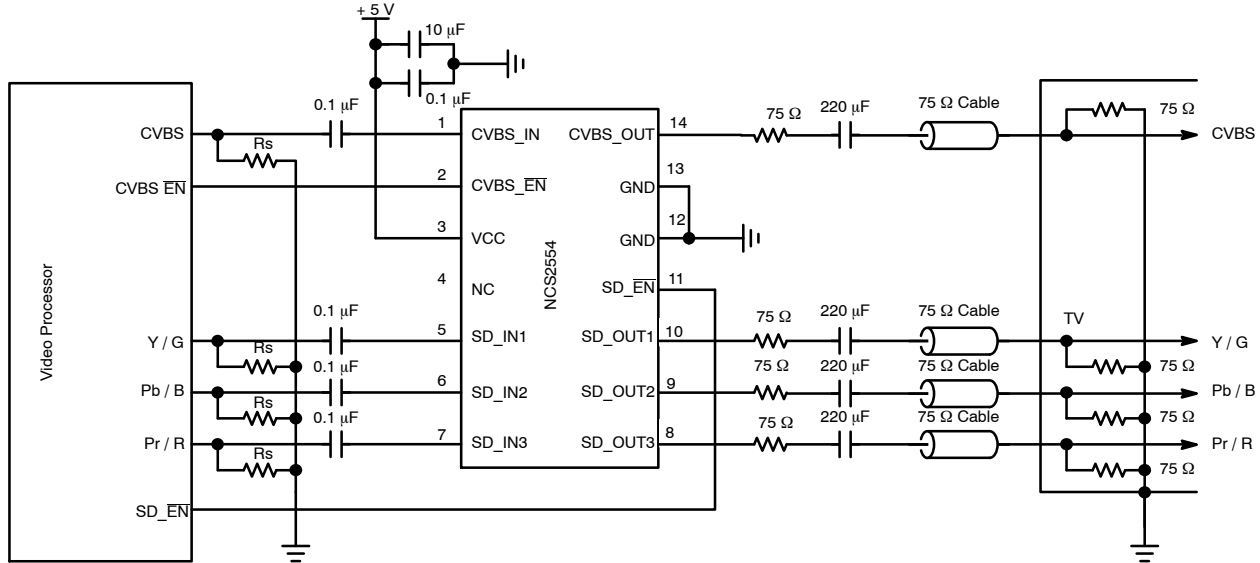 + 5 V
10 μF
0.1 μF
0.1 μF
75 Ω
220 μF
75 Ω Cable
75 Ω
CVBS
Rs
1
CVBS_IN
CVBS_OUT
14
CVBS
CVBS E̅N̅
2
CVBS_E̅N̅
GND
13
3
VCC
GND
12
4
NC
SD_E̅N̅
11
NCS2554
Video Processor
0.1 μF
75 Ω
220 μF
75 Ω Cable
TV
Y / G
Rs
5
SD_IN1
SD_OUT1
10
75 Ω
Y / G
0.1 μF
75 Ω
220 μF
75 Ω Cable
Pb / B
Rs
6
SD_IN2
SD_OUT2
9
75 Ω
Pb / B
0.1 μF
75 Ω
220 μF
75 Ω Cable
Pr / R
Rs
7
SD_IN3
SD_OUT3
8
75 Ω
Pr / R
SD_E̅N̅